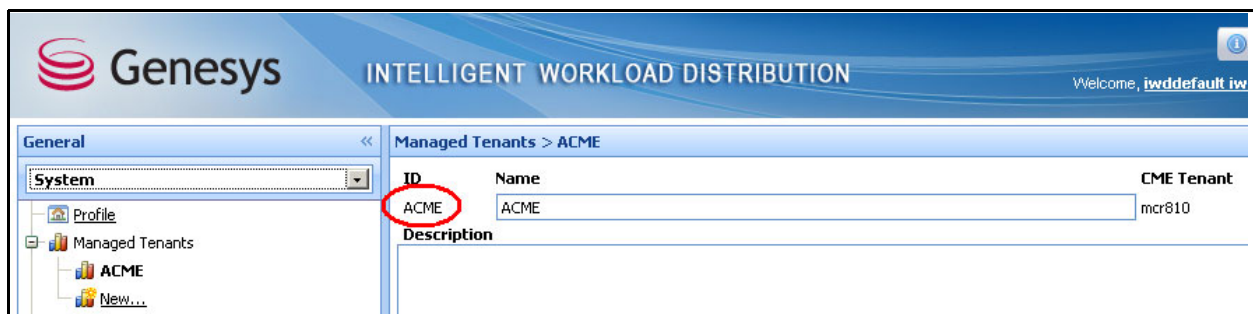 Genesys
INTELLIGENT WORKLOAD DISTRIBUTION
Welcome, iwddefault iw
General
System
Profile
Managed Tenants
ACME
New...
Managed Tenants > ACME
ID Name CME Tenant
ACME ACME mcr810
Description